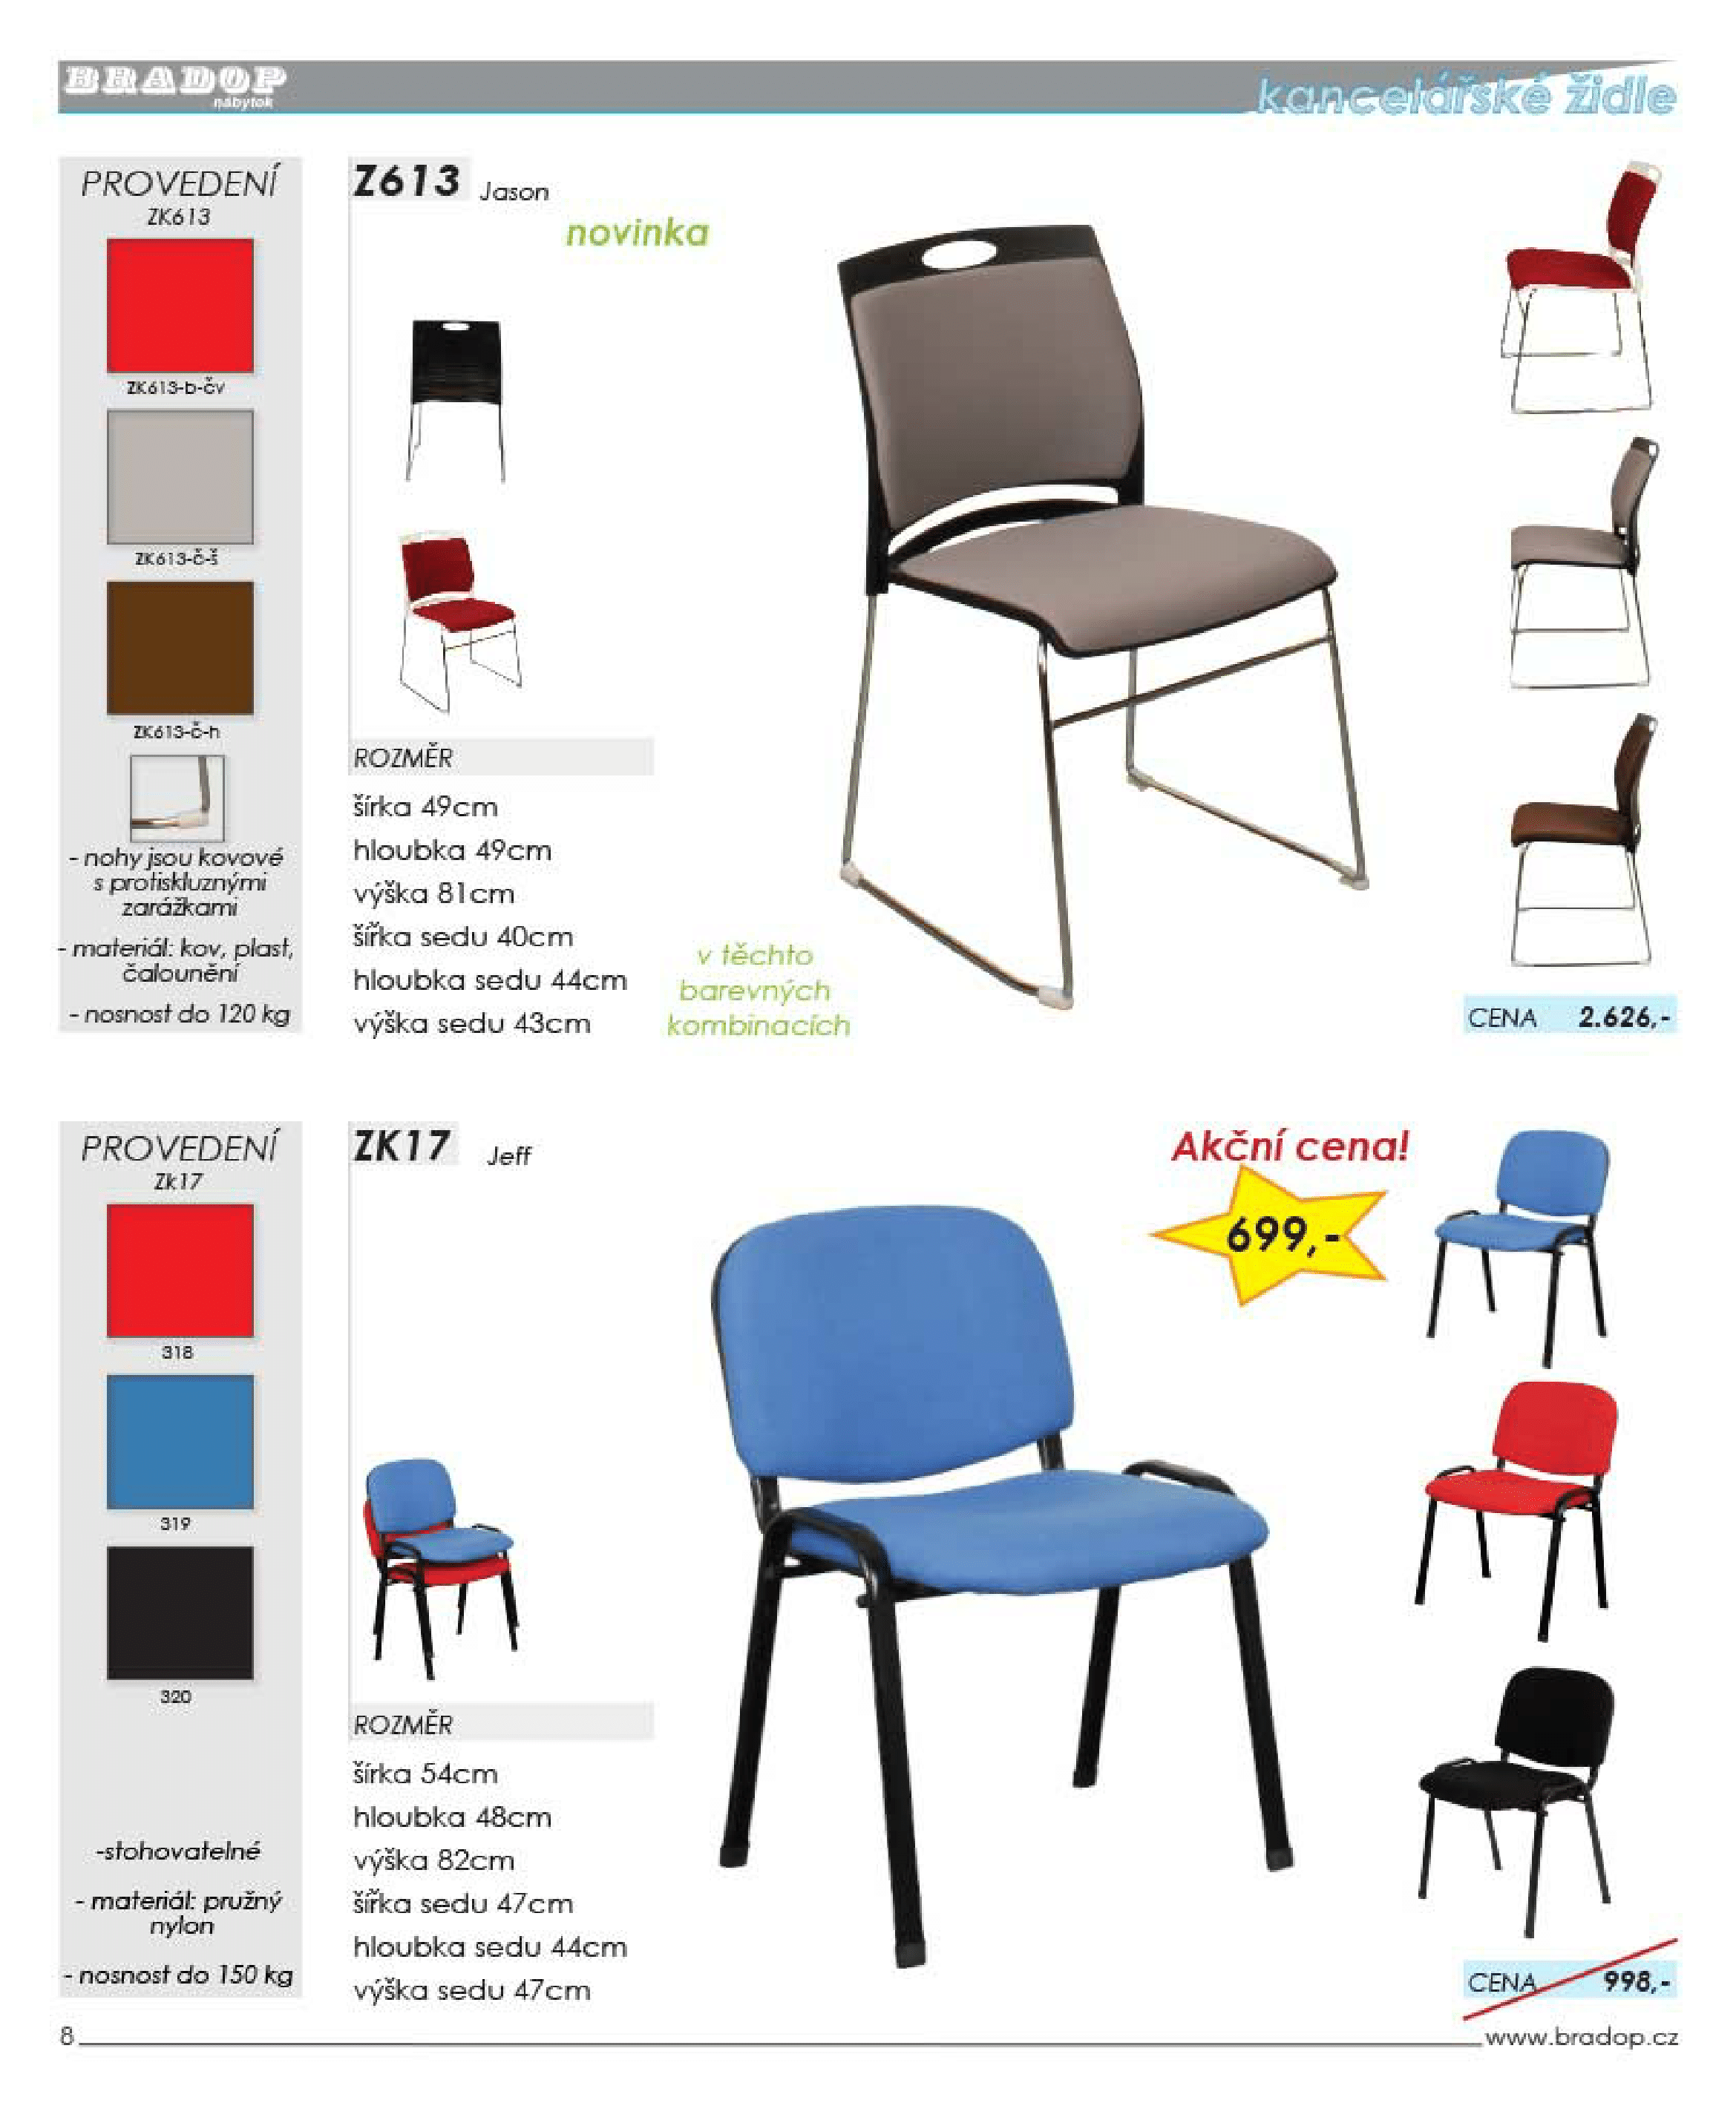 BRADOP
nábytok
kancelářské židle
PROVEDENÍ
ZK613
ZK613-b-čv
ZK613-č-š
ZK613-č-h
- nohy jsou kovové
s protiskluznými
zarážkami
- materiál: kov, plast,
čalounění
- nosnost do 120 kg
Z613 Jason
novinka
ROZMĚR
šírka 49cm
hloubka 49cm
výška 81cm
šířka sedu 40cm
hloubka sedu 44cm
výška sedu 43cm
v těchto
barevných
kombinacích
CENA 2.626,-
PROVEDENÍ
Zk17
318
319
320
-stohovatelné
- materiál: pružný
nylon
- nosnost do 150 kg
ZK17 Jeff
Akční cena!
699,-
ROZMĚR
šírka 54cm
hloubka 48cm
výška 82cm
šířka sedu 47cm
hloubka sedu 44cm
výška sedu 47cm
CENA 998,-
8
www.bradop.cz